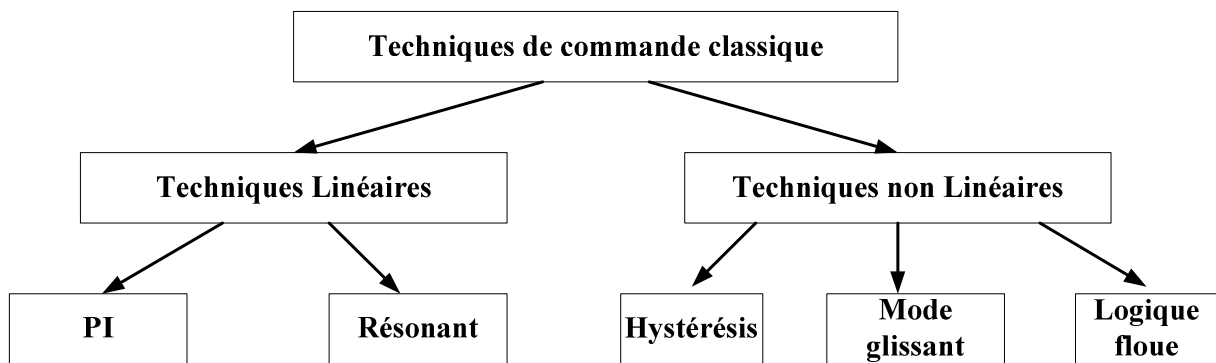 Techniques de commande classique
Techniques Linéaires
Techniques non Linéaires
PI
Résonant
Hystérésis
Mode
glissant
Logique
floue